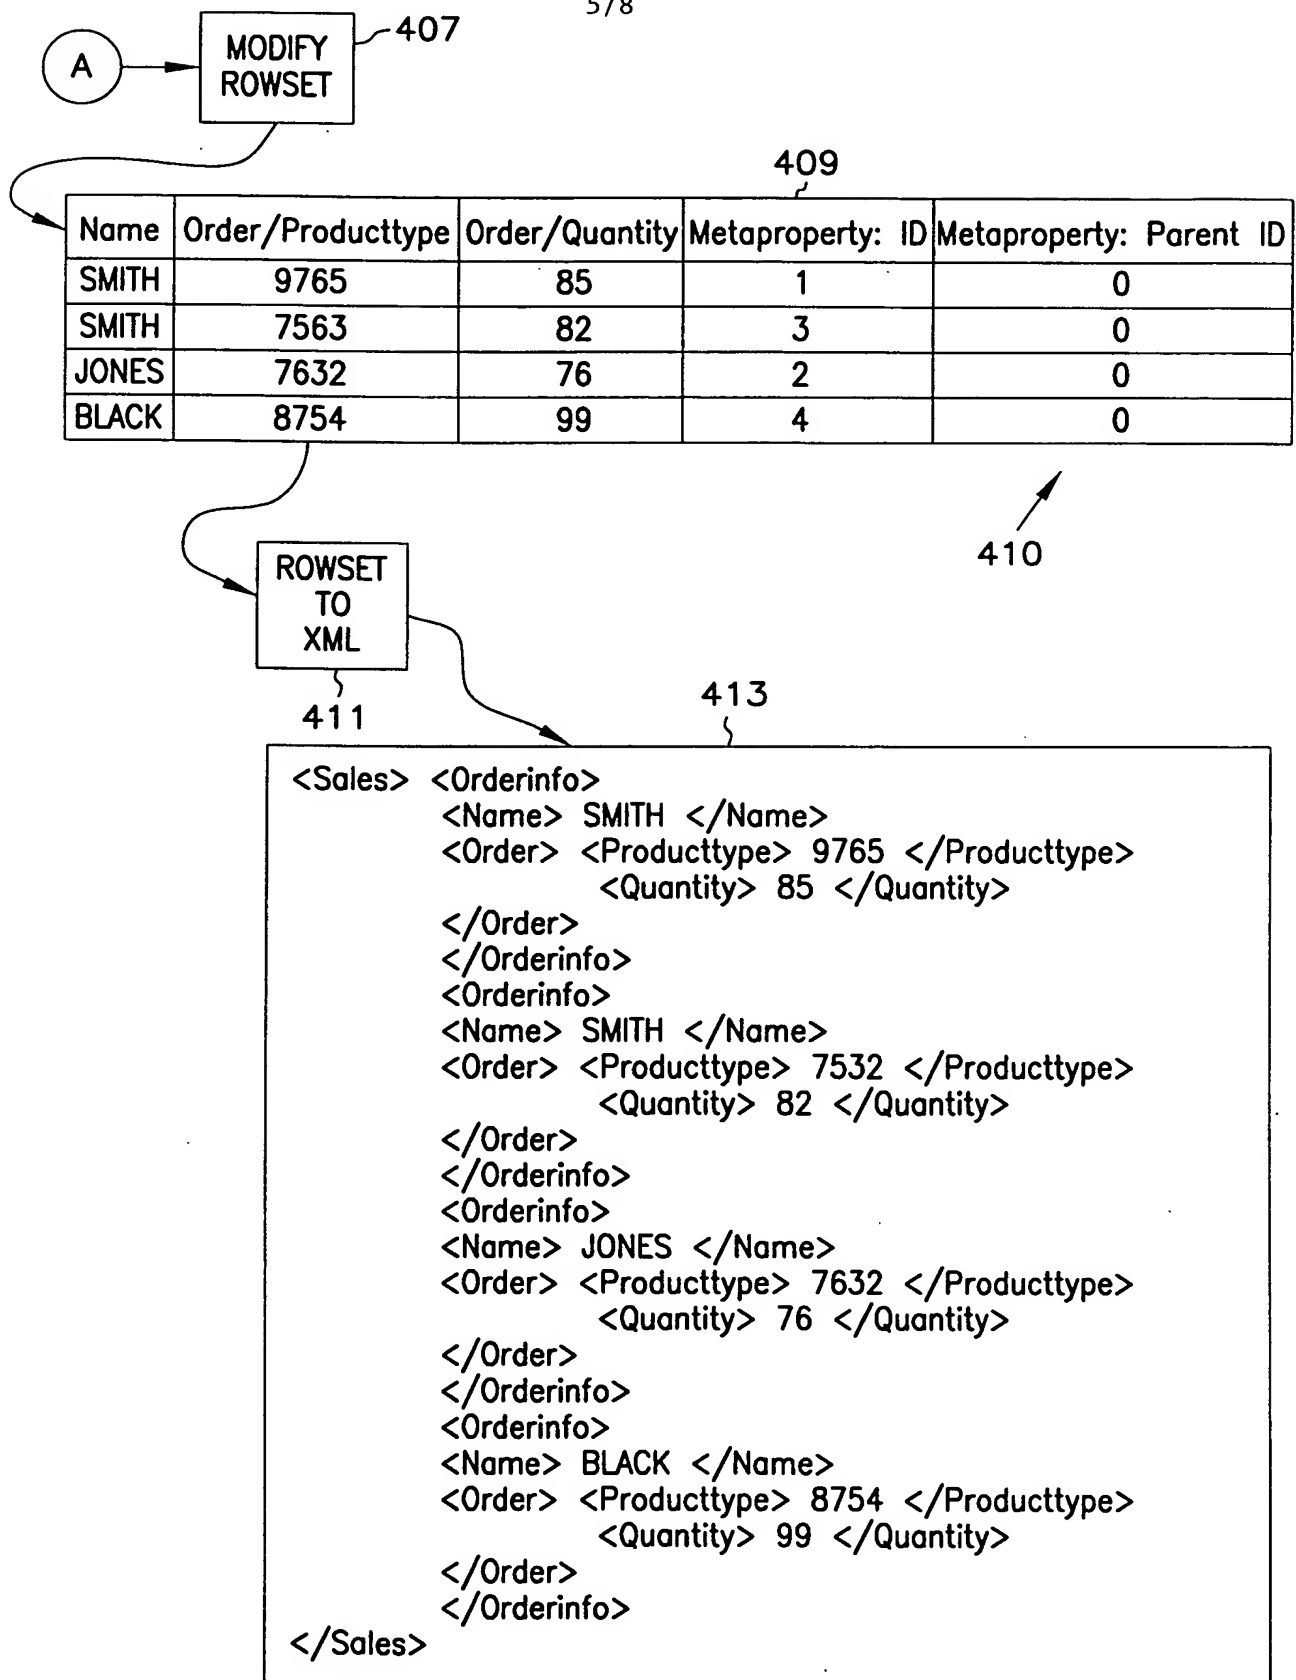 5/8
A
MODIFY
ROWSET
407
409
Name Order/Producttype Order/Quantity Metaproperty: ID Metaproperty: Parent ID
SMITH 9765 85 1 0
SMITH 7563 82 3 0
JONES 7632 76 2 0
BLACK 8754 99 4 0
410
ROWSET
TO
XML
411
413
<Sales> <Orderinfo>
<Name> SMITH </Name>
<Order> <Producttype> 9765 </Producttype>
<Quantity> 85 </Quantity>
</Order>
</Orderinfo>
<Orderinfo>
<Name> SMITH </Name>
<Order> <Producttype> 7532 </Producttype>
<Quantity> 82 </Quantity>
</Order>
</Orderinfo>
<Orderinfo>
<Name> JONES </Name>
<Order> <Producttype> 7632 </Producttype>
<Quantity> 76 </Quantity>
</Order>
</Orderinfo>
<Orderinfo>
<Name> BLACK </Name>
<Order> <Producttype> 8754 </Producttype>
<Quantity> 99 </Quantity>
</Order>
</Orderinfo>
</Sales>